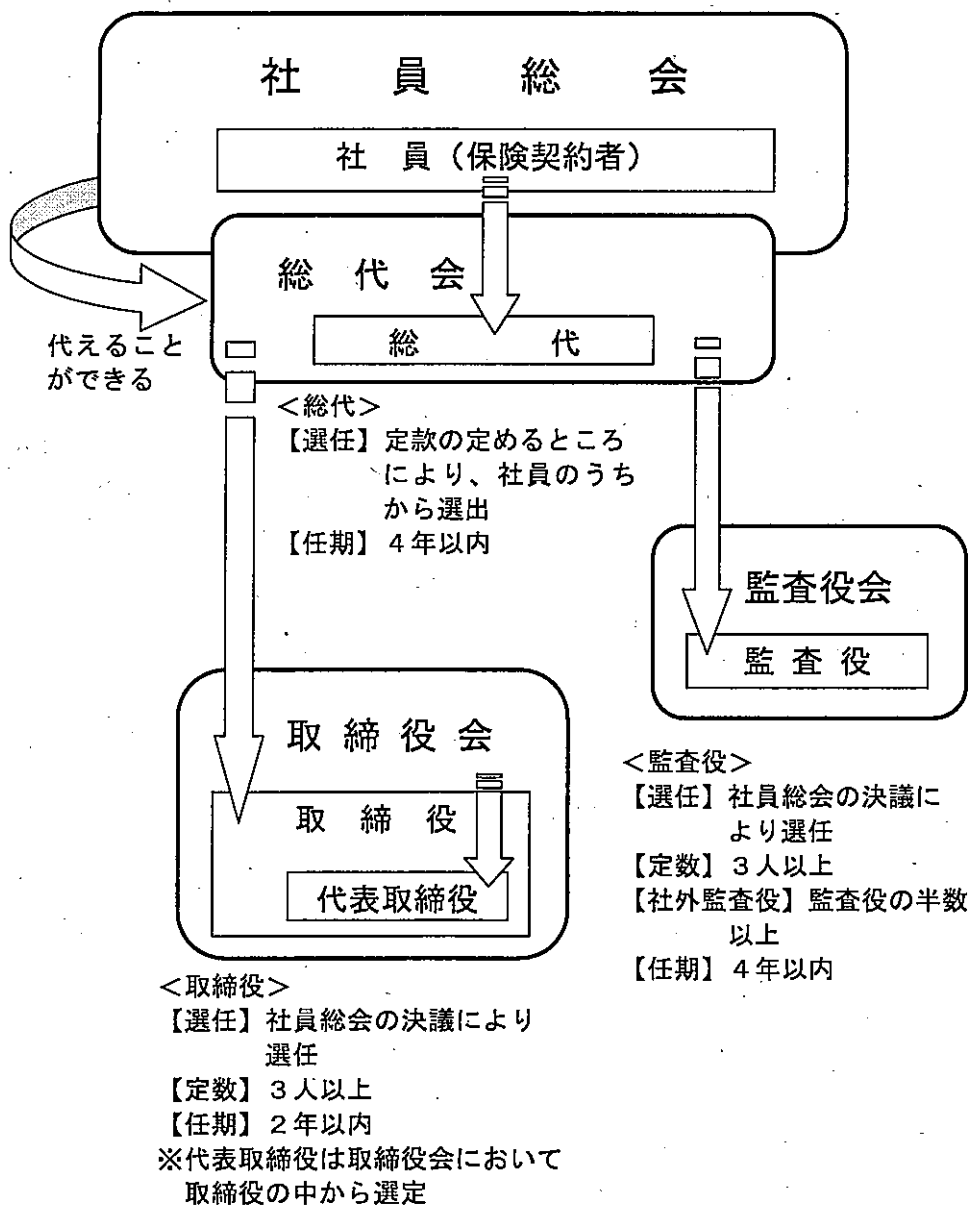 社員総会
社員（保険契約者）
総代会
総代
代えること
ができる
＜総代＞
【選任】定款の定めるところ
により、社員のうち
から選出
【任期】４年以内
監査役会
監査役
取締役会
取締役
代表取締役
＜監査役＞
【選任】社員総会の決議に
より選任
【定数】３人以上
【社外監査役】監査役の半数
以上
【任期】４年以内
＜取締役＞
【選任】社員総会の決議により
選任
【定数】３人以上
【任期】２年以内
※代表取締役は取締役会において
取締役の中から選定